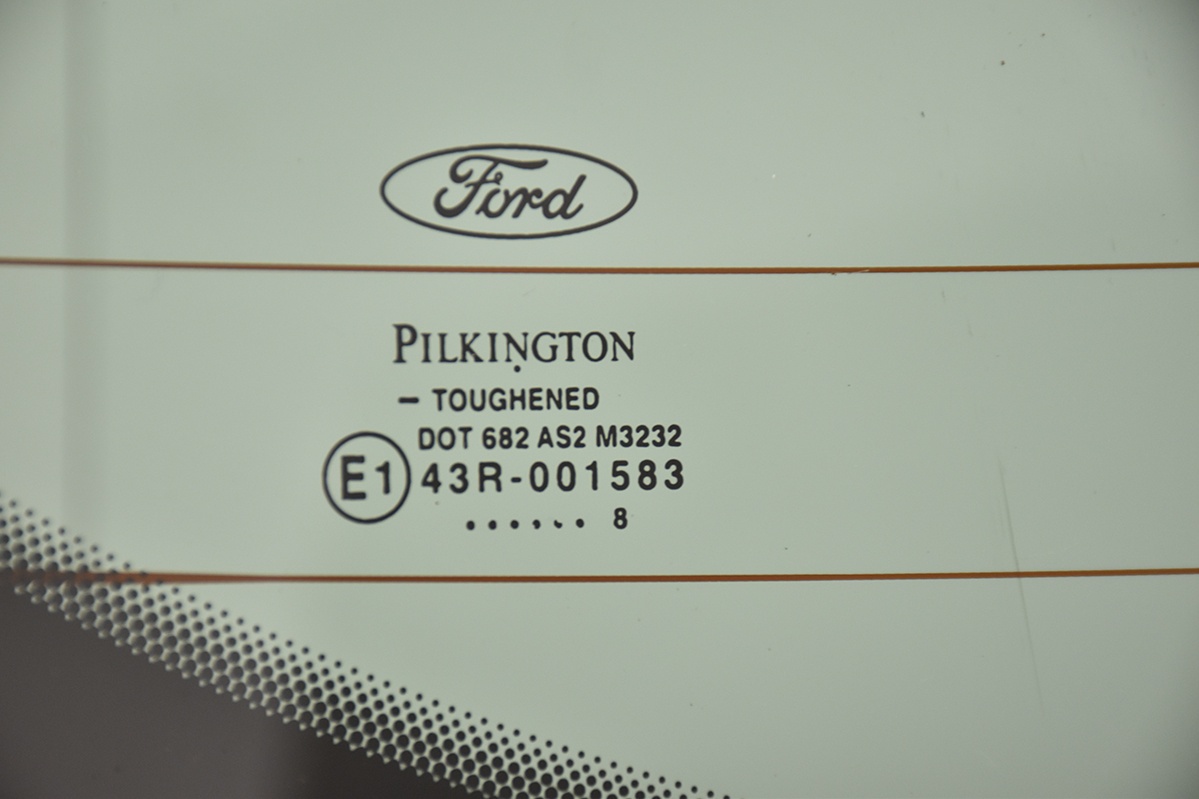 Ford
PILKINGTON
- TOUGHENED
DOT 682 AS2 M3232
E1 43R-001583
...... 8